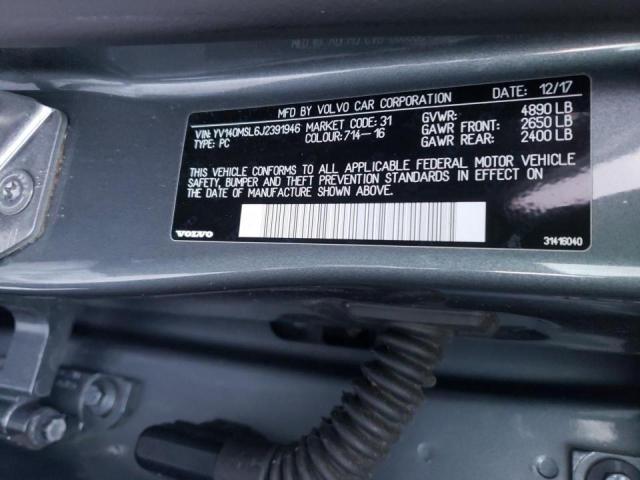 MFD BY VOLVO CAR CORPORATION DATE: 12/17
VIN: YV140MSL6J2391946 MARKET CODE: 31 GVWR: 4890 LB
TYPE: PC COLOUR: 714-16 GAWR FRONT: 2650 LB
GAWR REAR: 2400 LB
THIS VEHICLE CONFORMS TO ALL APPLICABLE FEDERAL MOTOR VEHICLE
SAFETY, BUMPER AND THEFT PREVENTION STANDARDS IN EFFECT ON
THE DATE OF MANUFACTURE SHOWN ABOVE.
VOLVO 31416040